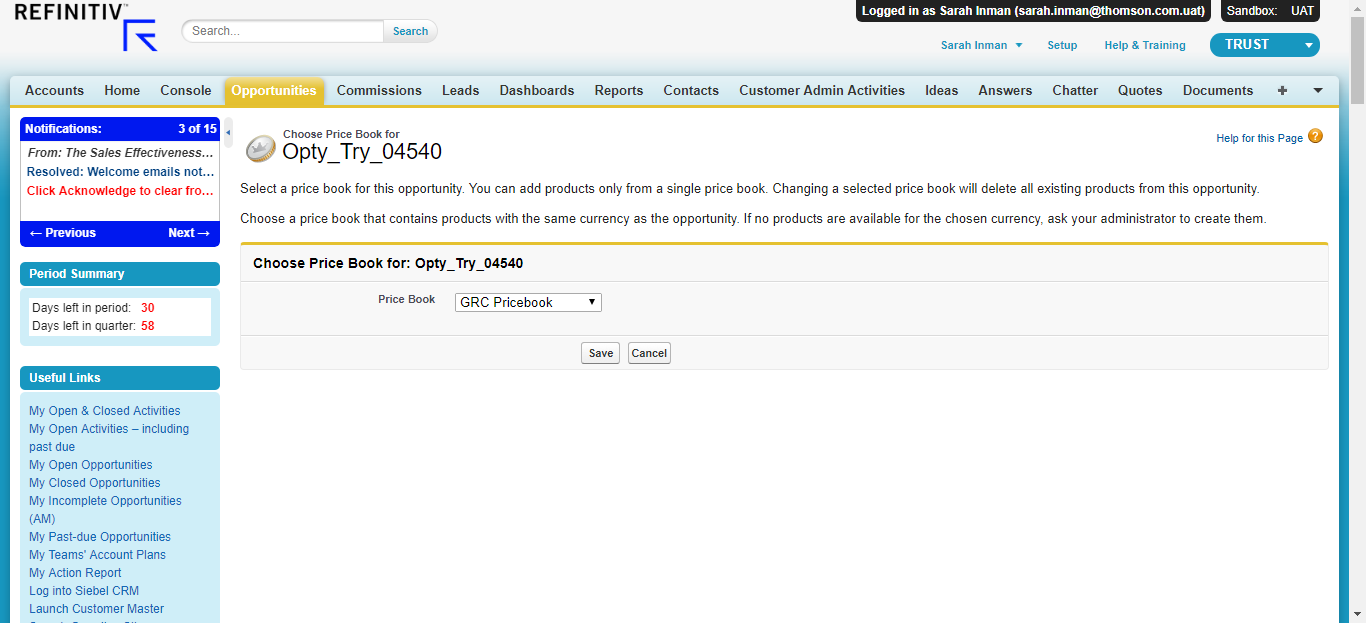 REFINITIV™
Search...
Search
Logged in as Sarah Inman (sarah.inman@thomson.com.uat)
Sandbox: UAT
Sarah Inman
Setup
Help & Training
TRUST
Accounts Home Console Opportunities Commissions Leads Dashboards Reports Contacts Customer Admin Activities Ideas Answers Chatter Quotes Documents +
Notifications: 3 of 15
From: The Sales Effectiveness...
Resolved: Welcome emails not...
Click Acknowledge to clear fro...
← Previous Next →
Period Summary
Days left in period: 30
Days left in quarter: 58
Useful Links
My Open & Closed Activities
My Open Activities – including
past due
My Open Opportunities
My Closed Opportunities
My Incomplete Opportunities
(AM)
My Past-due Opportunities
My Teams' Account Plans
My Action Report
Log into Siebel CRM
Launch Customer Master
Choose Price Book for
Opty_Try_04540
Help for this Page ?
Select a price book for this opportunity. You can add products only from a single price book. Changing a selected price book will delete all existing products from this opportunity.
Choose a price book that contains products with the same currency as the opportunity. If no products are available for the chosen currency, ask your administrator to create them.
Choose Price Book for: Opty_Try_04540
Price Book GRC Pricebook
Save Cancel